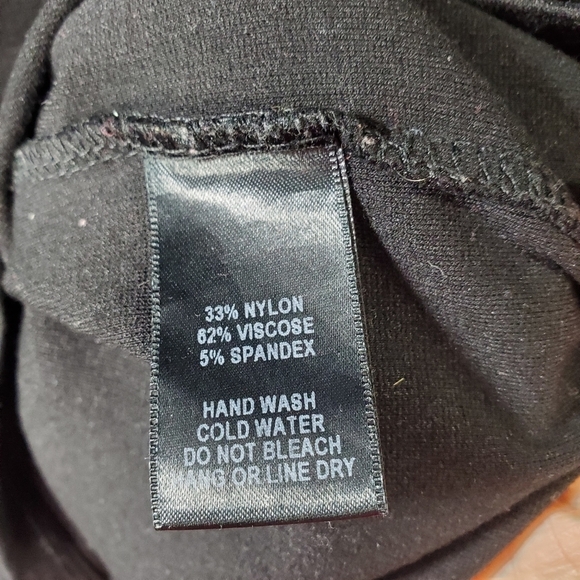 33% NYLON
62% VISCOSE
5% SPANDEX
HAND WASH
COLD WATER
DO NOT BLEACH
HANG OR LINE DRY